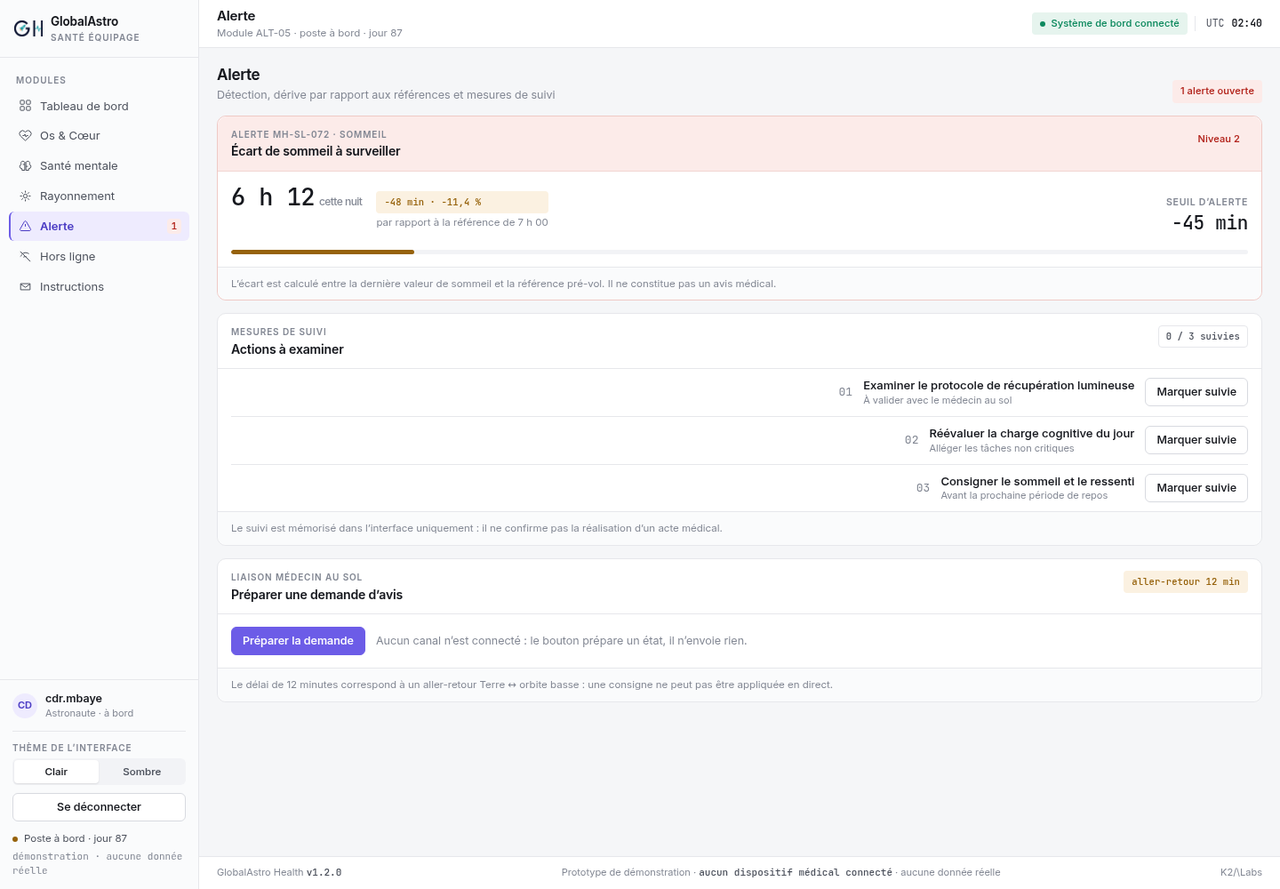 GH
GlobalAstro
SANTÉ ÉQUIPAGE
MODULES
Tableau de bord
Os & Cœur
Santé mentale
Rayonnement
Alerte
1
Hors ligne
Instructions
CD
cdr.mbaye
Astronaute · à bord
THÈME DE L’INTERFACE
Clair
Sombre
Se déconnecter
Poste à bord · jour 87
démonstration · aucune donnée
réelle
Alerte
Module ALT-05 · poste à bord · jour 87
Système de bord connecté
UTC 02:40
Alerte
Détection, dérive par rapport aux références et mesures de suivi
1 alerte ouverte
ALERTE MH-SL-072 · SOMMEIL
Écart de sommeil à surveiller
Niveau 2
6 h 12 cette nuit
-48 min · -11,4 %
par rapport à la référence de 7 h 00
SEUIL D’ALERTE
-45 min
L’écart est calculé entre la dernière valeur de sommeil et la référence pré-vol. Il ne constitue pas un avis médical.
MESURES DE SUIVI
Actions à examiner
0 / 3 suivies
01
Examiner le protocole de récupération lumineuse
À valider avec le médecin au sol
Marquer suivie
02
Réévaluer la charge cognitive du jour
Alléger les tâches non critiques
Marquer suivie
03
Consigner le sommeil et le ressenti
Avant la prochaine période de repos
Marquer suivie
Le suivi est mémorisé dans l’interface uniquement : il ne confirme pas la réalisation d’un acte médical.
LIAISON MÉDECIN AU SOL
Préparer une demande d’avis
aller-retour 12 min
Préparer la demande
Aucun canal n’est connecté : le bouton prépare un état, il n’envoie rien.
Le délai de 12 minutes correspond à un aller-retour Terre ↔ orbite basse : une consigne ne peut pas être appliquée en direct.
GlobalAstro Health v1.2.0
Prototype de démonstration · aucun dispositif médical connecté · aucune donnée réelle
K2/\Labs